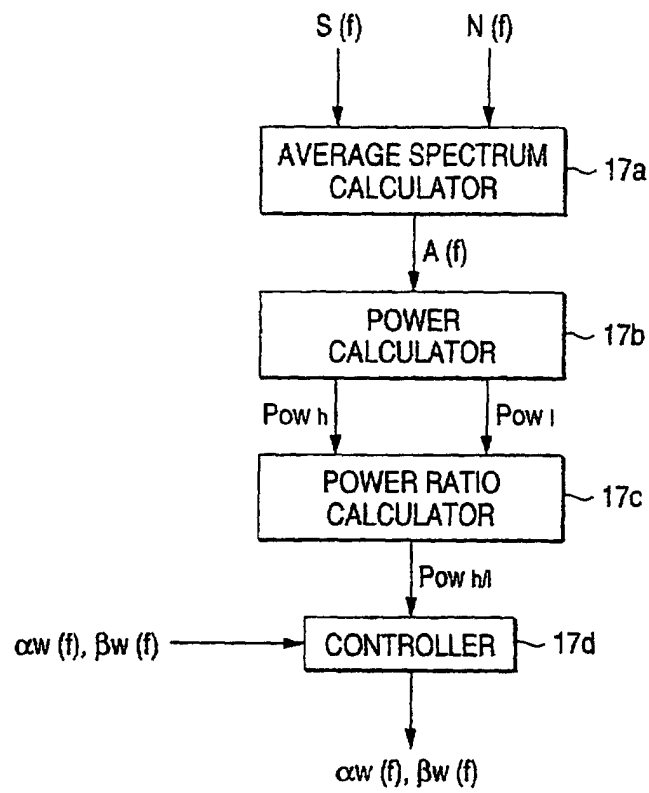 S (f) N (f)
AVERAGE SPECTRUM
CALCULATOR
17a
A (f)
POWER
CALCULATOR
17b
Pow h Pow l
POWER RATIO
CALCULATOR
17c
Pow h/l
αw (f), βw (f)
CONTROLLER
17d
αw (f), βw (f)